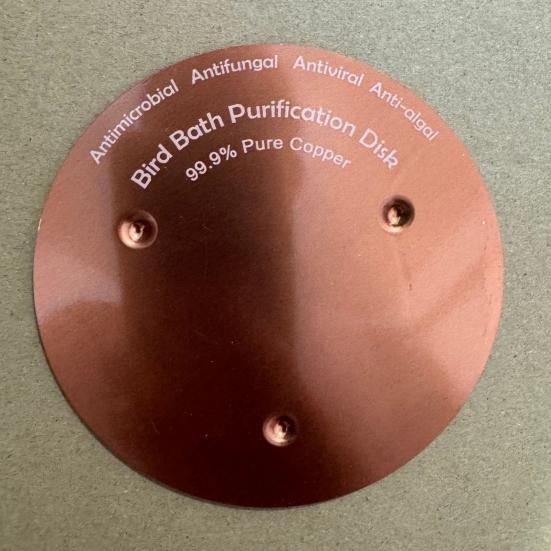 Antimicrobial Antifungal Antiviral Anti-algal
Bird Bath Purification Disk
99.9% Pure Copper